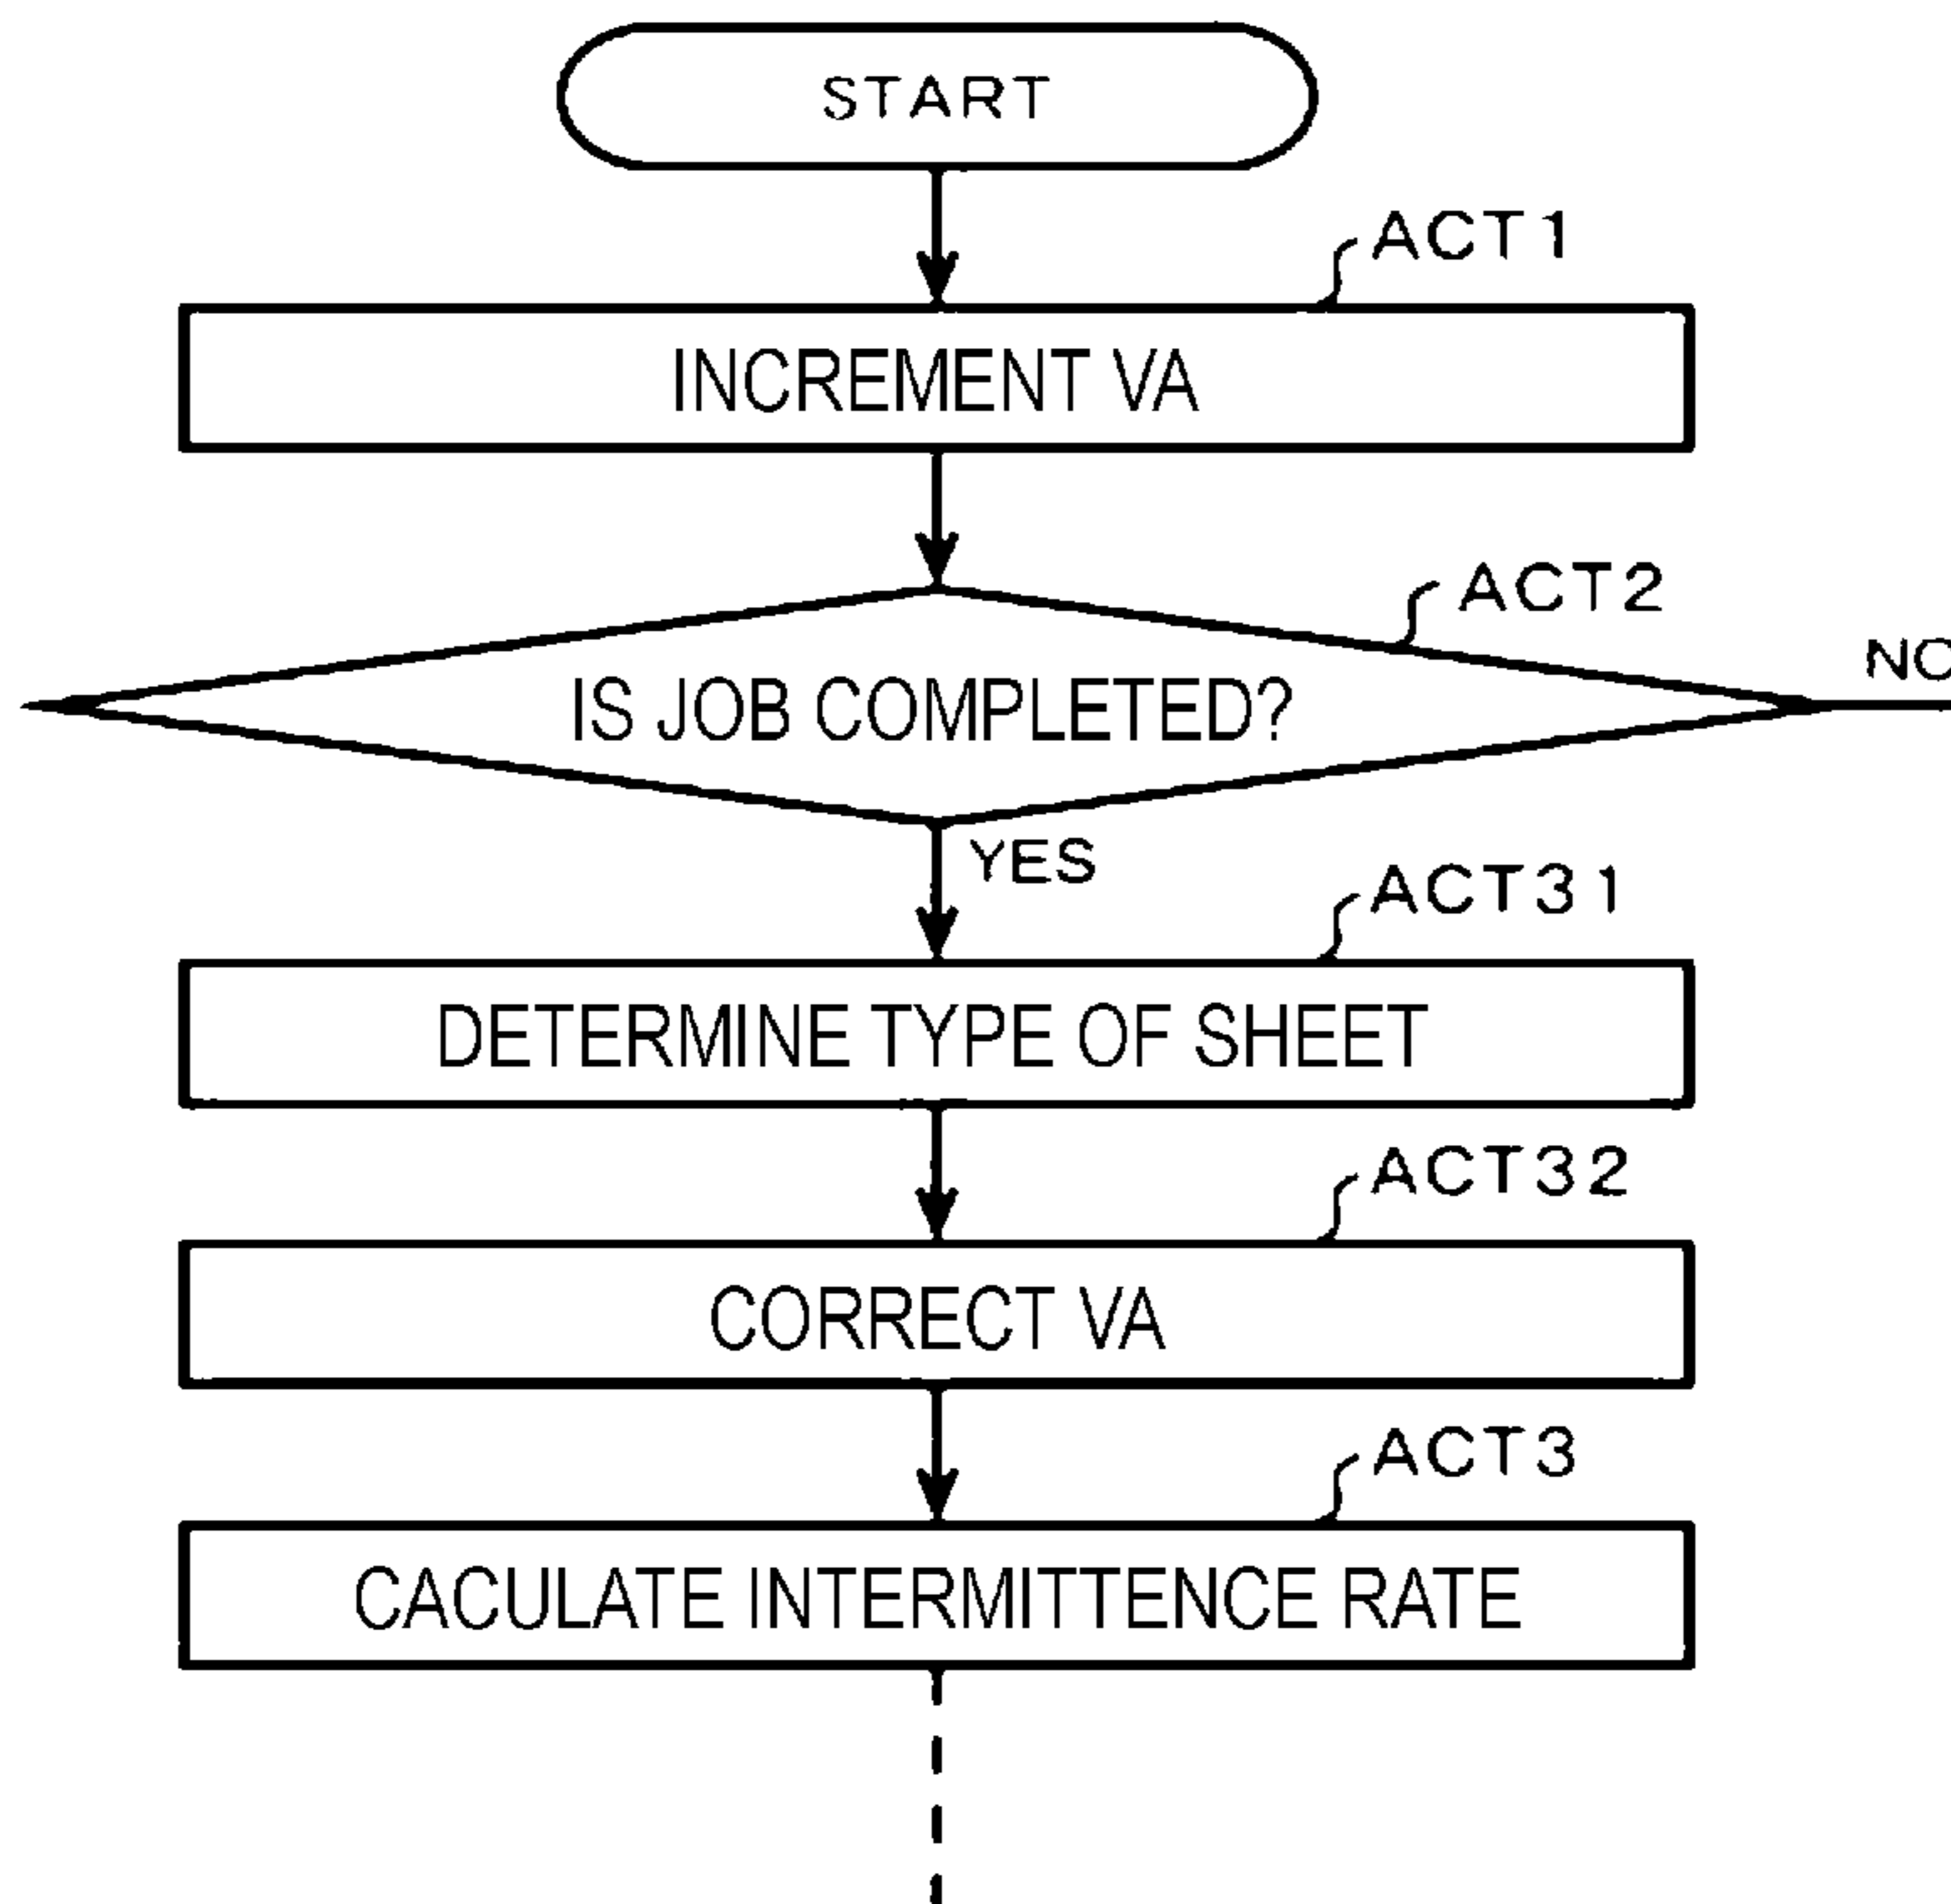 START
ACT1
INCREMENT VA
ACT2
NO
IS JOB COMPLETED?
YES
ACT31
DETERMINE TYPE OF SHEET
ACT32
CORRECT VA
ACT3
CACULATE INTERMITTENCE RATE